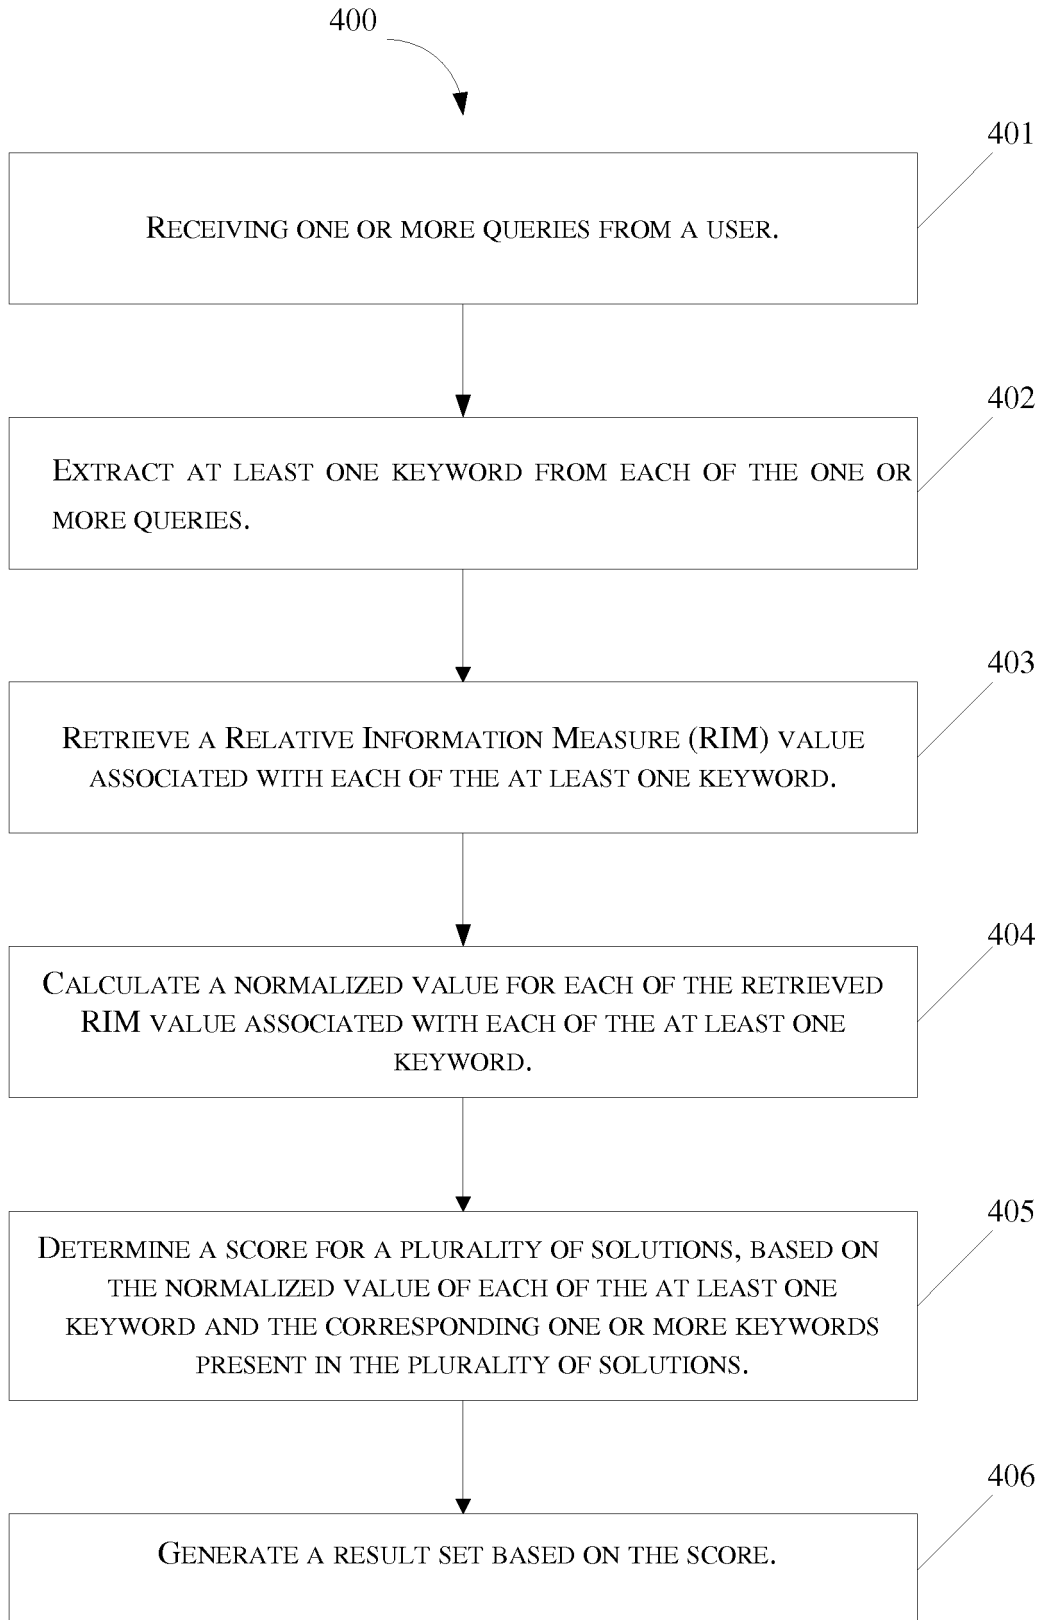 400
401
RECEIVING ONE OR MORE QUERIES FROM A USER.
402
EXTRACT AT LEAST ONE KEYWORD FROM EACH OF THE ONE OR
MORE QUERIES.
403
RETRIEVE A RELATIVE INFORMATION MEASURE (RIM) VALUE
ASSOCIATED WITH EACH OF THE AT LEAST ONE KEYWORD.
404
CALCULATE A NORMALIZED VALUE FOR EACH OF THE RETRIEVED
RIM VALUE ASSOCIATED WITH EACH OF THE AT LEAST ONE
KEYWORD.
405
DETERMINE A SCORE FOR A PLURALITY OF SOLUTIONS, BASED ON
THE NORMALIZED VALUE OF EACH OF THE AT LEAST ONE
KEYWORD AND THE CORRESPONDING ONE OR MORE KEYWORDS
PRESENT IN THE PLURALITY OF SOLUTIONS.
406
GENERATE A RESULT SET BASED ON THE SCORE.